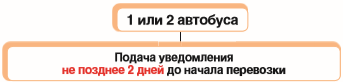 1 или 2 автобуса
Подача уведомления
не позднее 2 дней до начала перевозки